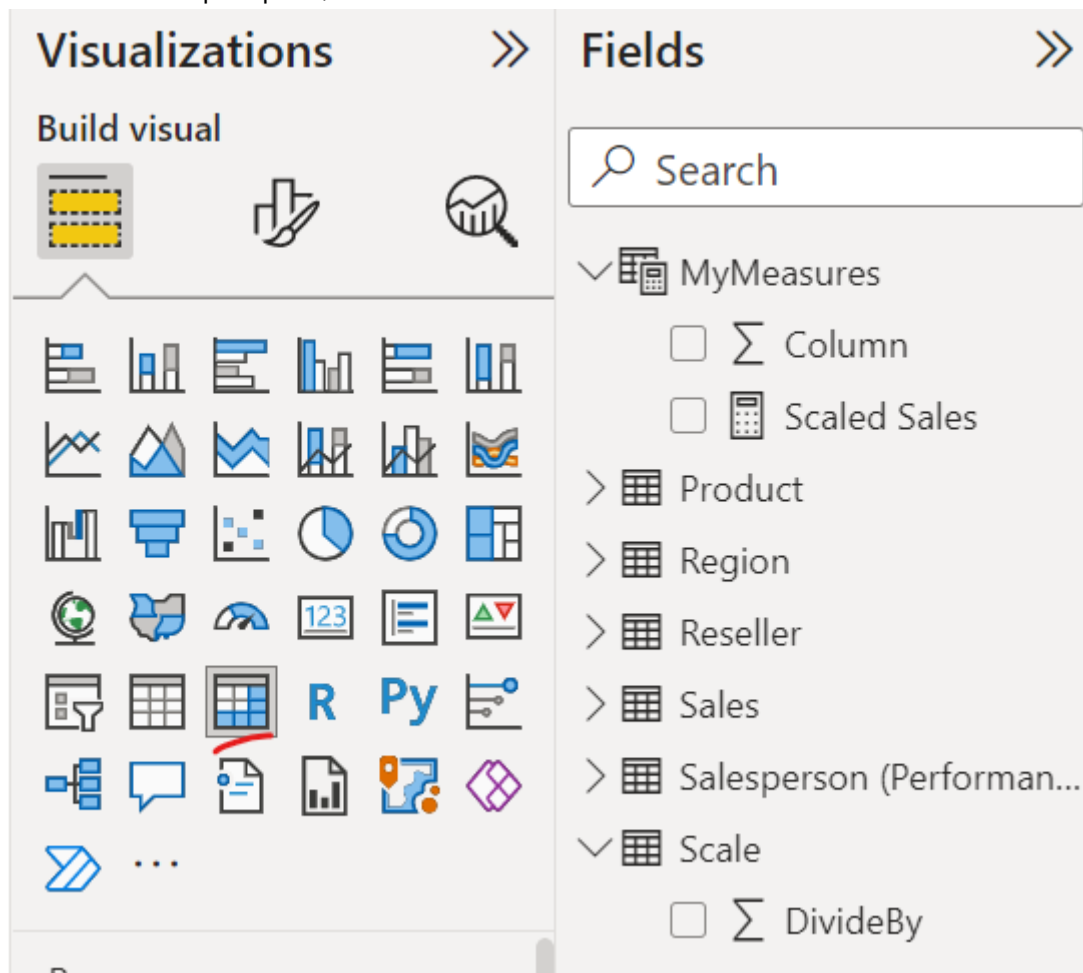 Visualizations
Build visual
123
R
Py
...
Fields
Search
MyMeasures
Column
Scaled Sales
Product
Region
Reseller
Sales
Salesperson (Performan...
Scale
DivideBy